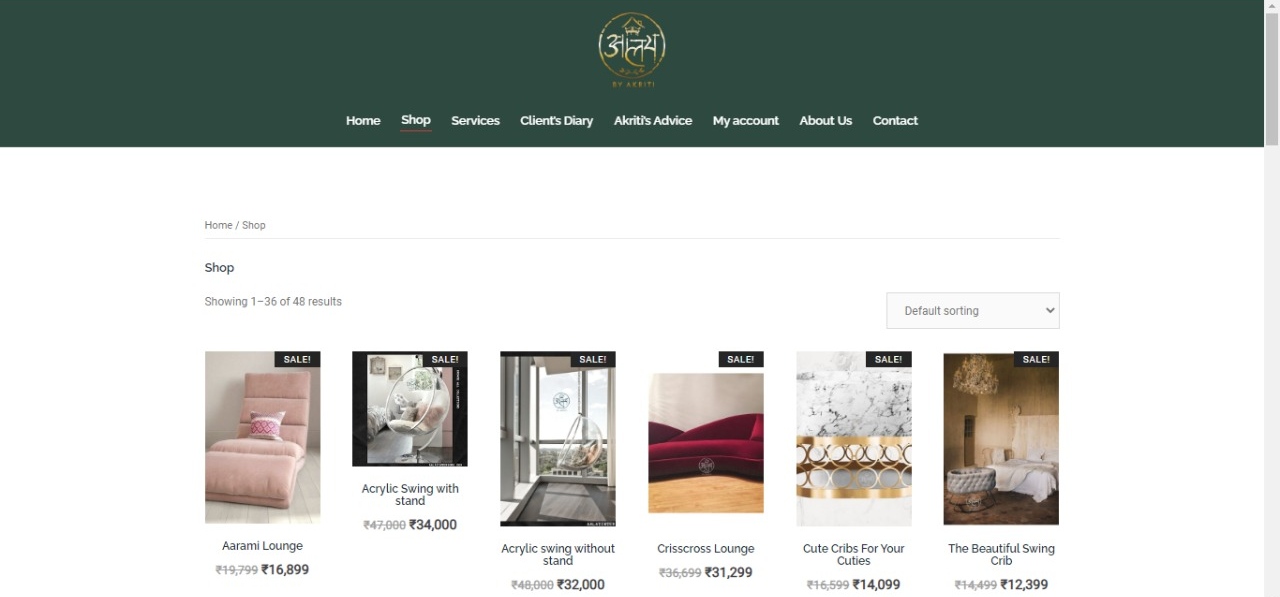 आलय
BY AKRITI
Home Shop Services Client's Diary Akriti's Advice My account About Us Contact
Home / Shop
Shop
Showing 1–36 of 48 results
Default sorting
SALE! SALE! SALE! SALE! SALE! SALE!
Aarami Lounge
₹19,799 ₹16,899
Acrylic Swing with
stand
₹47,000 ₹34,000
Acrylic swing without
stand
₹48,000 ₹32,000
Crisscross Lounge
₹36,699 ₹31,299
Cute Cribs For Your
Cuties
₹16,599 ₹14,099
The Beautiful Swing
Crib
₹14,499 ₹12,399